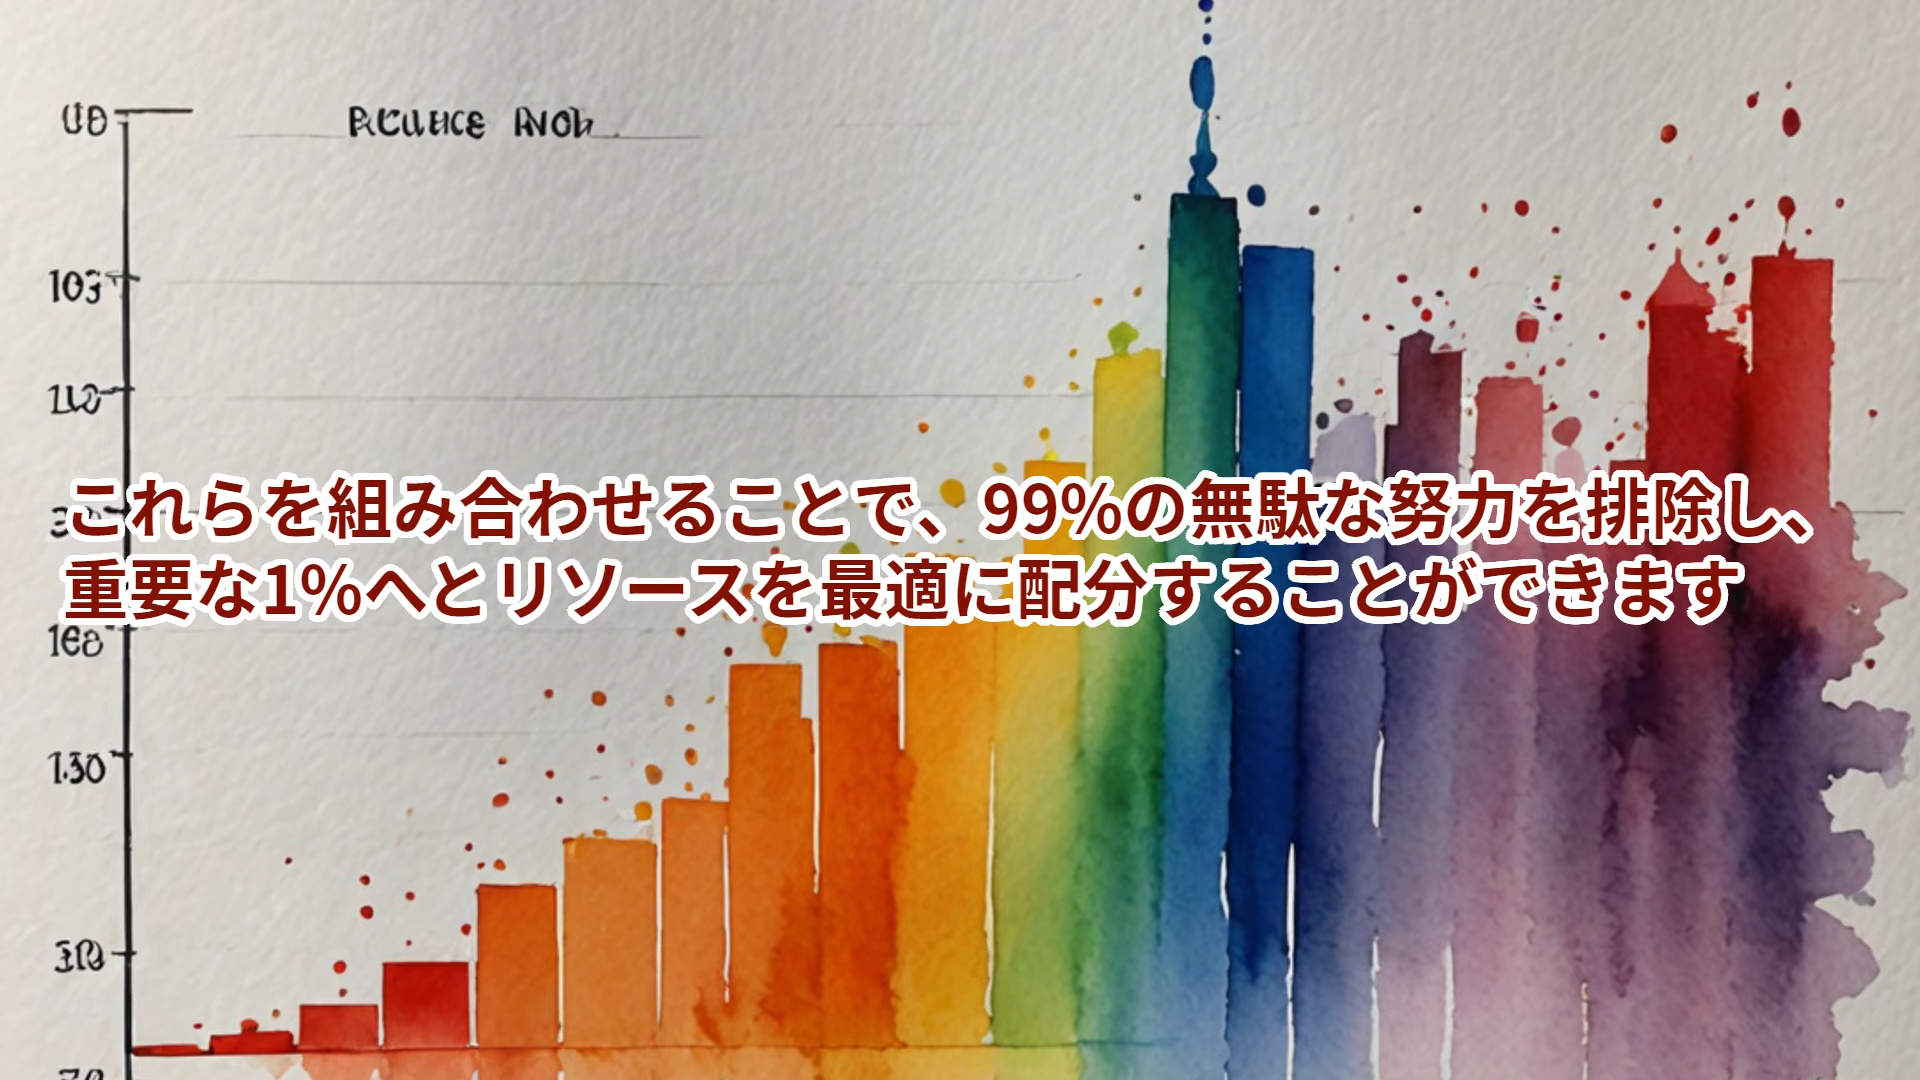 103
これらを組み合わせることで、99%の無駄な努力を排除し、
重要な1%へとリソースを最適に配分することができます
130